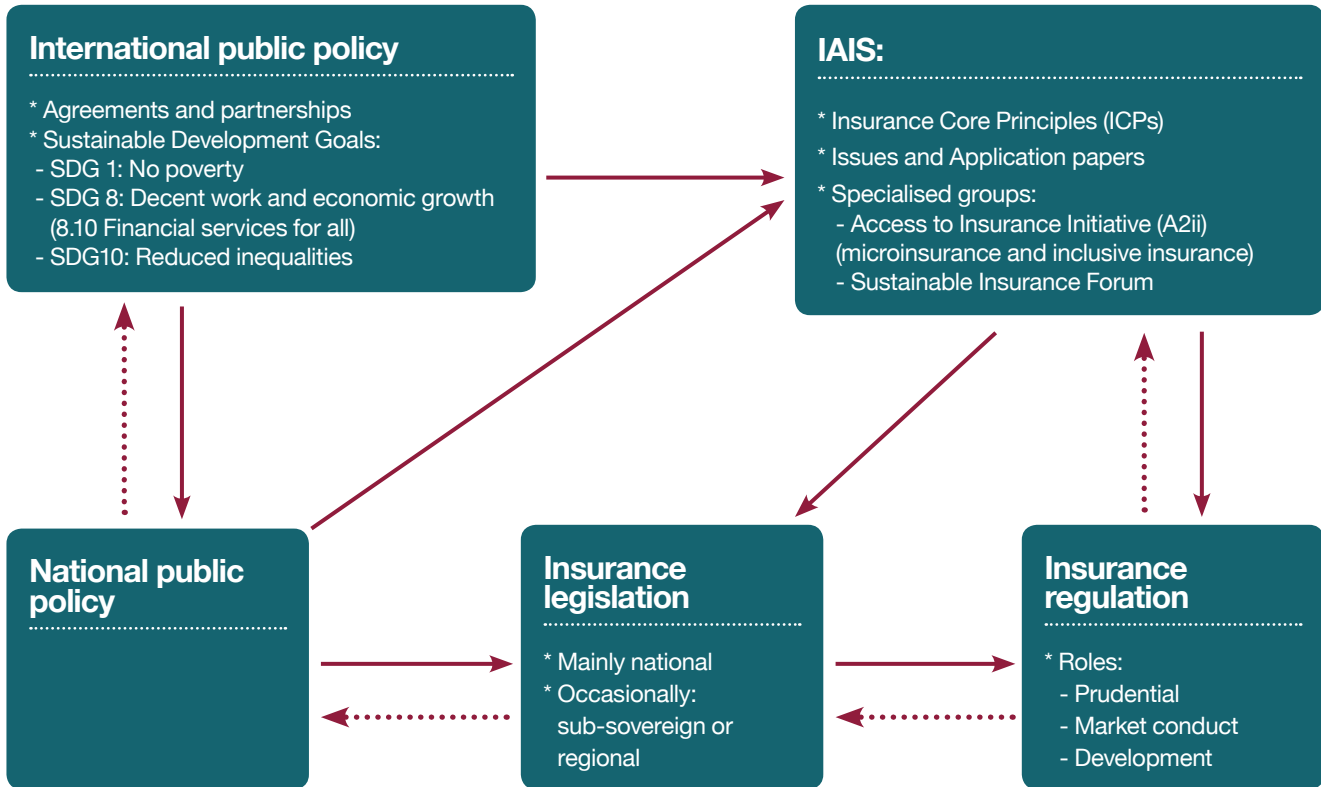 International public policy
* Agreements and partnerships
* Sustainable Development Goals:
- SDG 1: No poverty
- SDG 8: Decent work and economic growth
(8.10 Financial services for all)
- SDG10: Reduced inequalities
IAIS:
* Insurance Core Principles (ICPs)
* Issues and Application papers
* Specialised groups:
- Access to Insurance Initiative (A2ii)
(microinsurance and inclusive insurance)
- Sustainable Insurance Forum
National public
policy
Insurance
legislation
* Mainly national
* Occasionally:
sub-sovereign or
regional
Insurance
regulation
* Roles:
- Prudential
- Market conduct
- Development